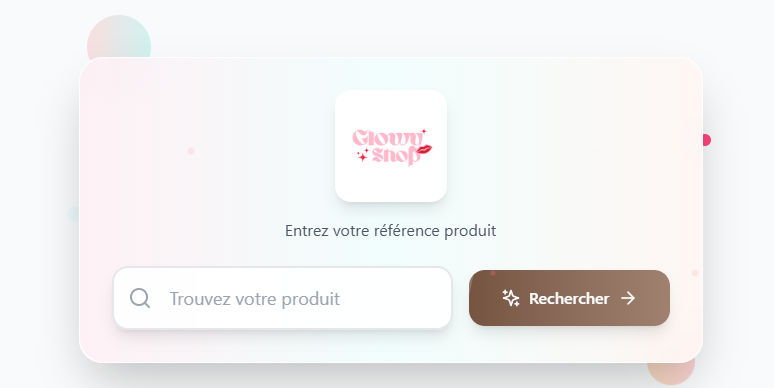 Glowy
Shop
Entrez votre référence produit
Trouvez votre produit
Rechercher